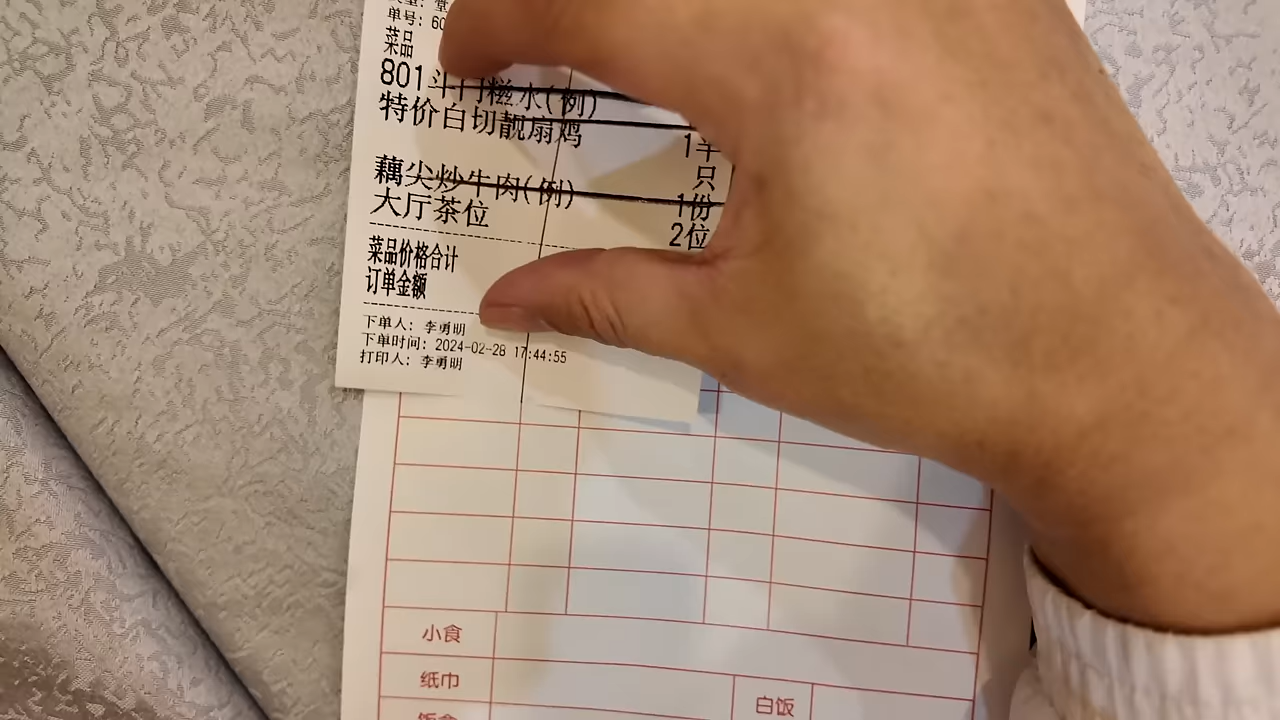 单号: 60
菜品
801斗门糍水(例)
特价白切靓扇鸡 1半
只
藕尖炒牛肉(例) 1份
大厅茶位 2位
菜品价格合计
订单金额
下单人: 李勇明
下单时间: 2024-02-28 17:44:55
打印人: 李勇明
小食
纸巾
白饭